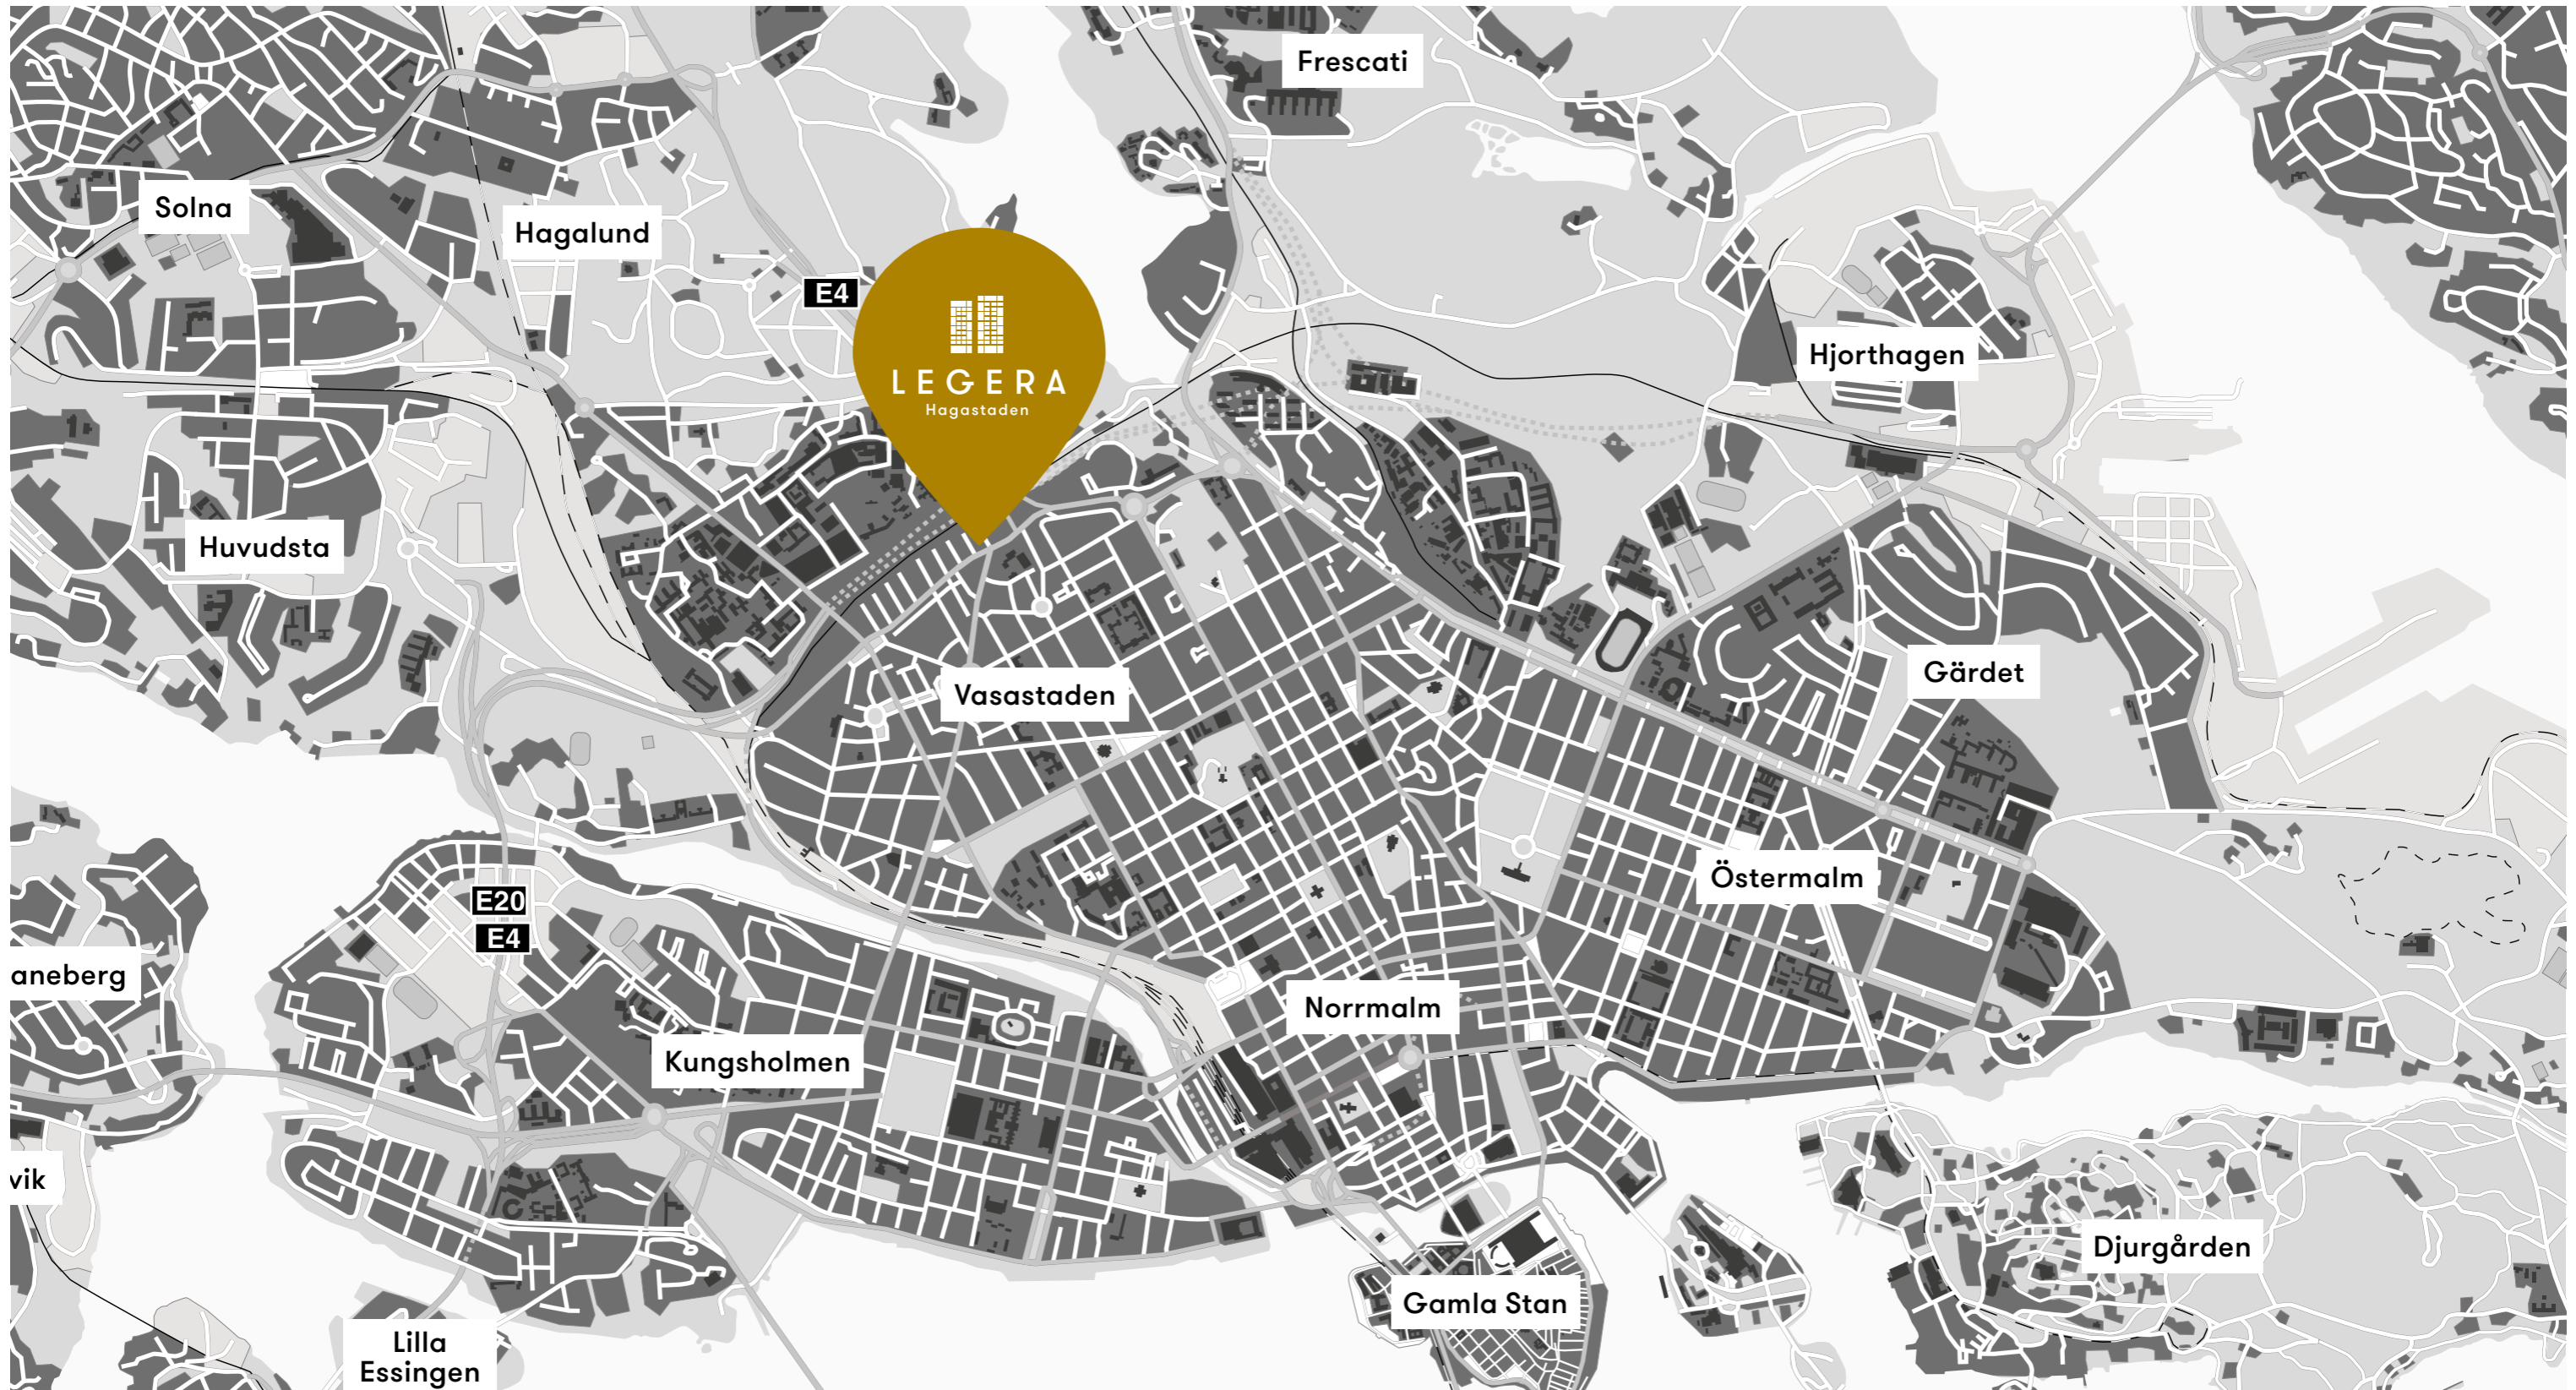 Frescati
Solna
Hagalund
E4
LEGERA
Hagastaden
Hjorthagen
Huvudsta
Gärdet
Vasastaden
Östermalm
E20
E4
aneberg
Norrmalm
Kungsholmen
vik
Djurgården
Gamla Stan
Lilla
Essingen